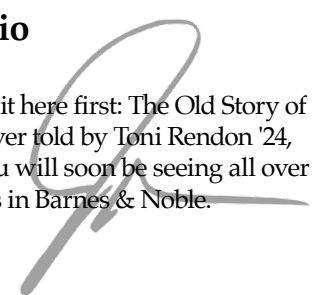 io
it here first: The Old Story of
ver told by Toni Rendon '24,
u will soon be seeing all over
s in Barnes & Noble.